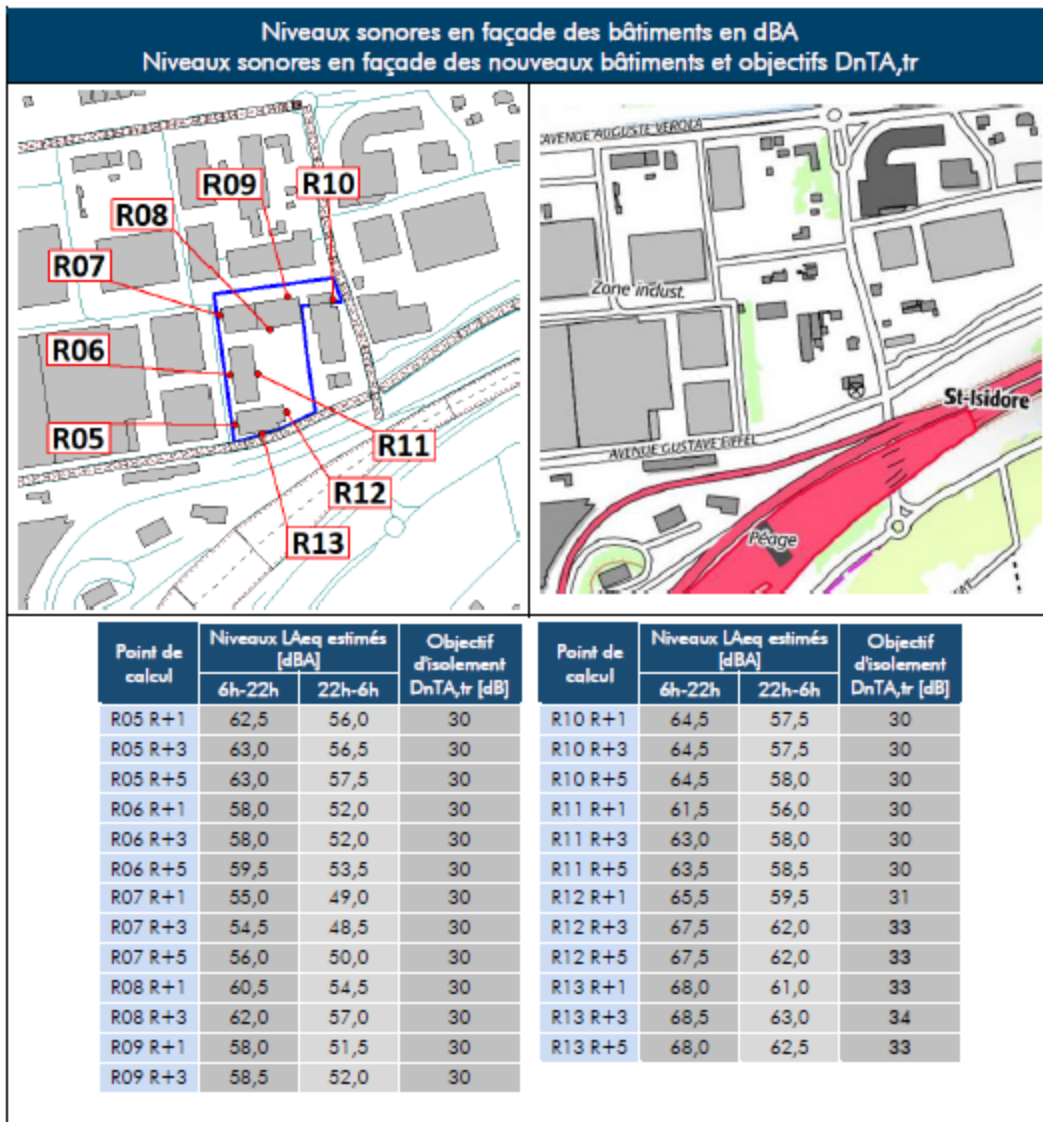 Niveaux sonores en façade des bâtiments en dBA
Niveaux sonores en façade des nouveaux bâtiments et objectifs DnTA,tr
R09
R10
R08
R07
R06
R05
R11
R12
R13
AVENUE AUGUSTE VEROLA
Zone indust.
St-Isidore
AVENUE GUSTAVE EIFFEL
Péage
Point de calcul
Niveaux LAeq estimés [dBA]
Objectif d'isolement DnTA,tr [dB]
6h-22h
22h-6h
R05 R+1 62,5 56,0 30
R05 R+3 63,0 56,5 30
R05 R+5 63,0 57,5 30
R06 R+1 58,0 52,0 30
R06 R+3 58,0 52,0 30
R06 R+5 59,5 53,5 30
R07 R+1 55,0 49,0 30
R07 R+3 54,5 48,5 30
R07 R+5 56,0 50,0 30
R08 R+1 60,5 54,5 30
R08 R+3 62,0 57,0 30
R09 R+1 58,0 51,5 30
R09 R+3 58,5 52,0 30
Point de calcul
Niveaux LAeq estimés [dBA]
Objectif d'isolement DnTA,tr [dB]
6h-22h
22h-6h
R10 R+1 64,5 57,5 30
R10 R+3 64,5 57,5 30
R10 R+5 64,5 58,0 30
R11 R+1 61,5 56,0 30
R11 R+3 63,0 58,0 30
R11 R+5 63,5 58,5 30
R12 R+1 65,5 59,5 31
R12 R+3 67,5 62,0 33
R12 R+5 67,5 62,0 33
R13 R+1 68,0 61,0 33
R13 R+3 68,5 63,0 34
R13 R+5 68,0 62,5 33